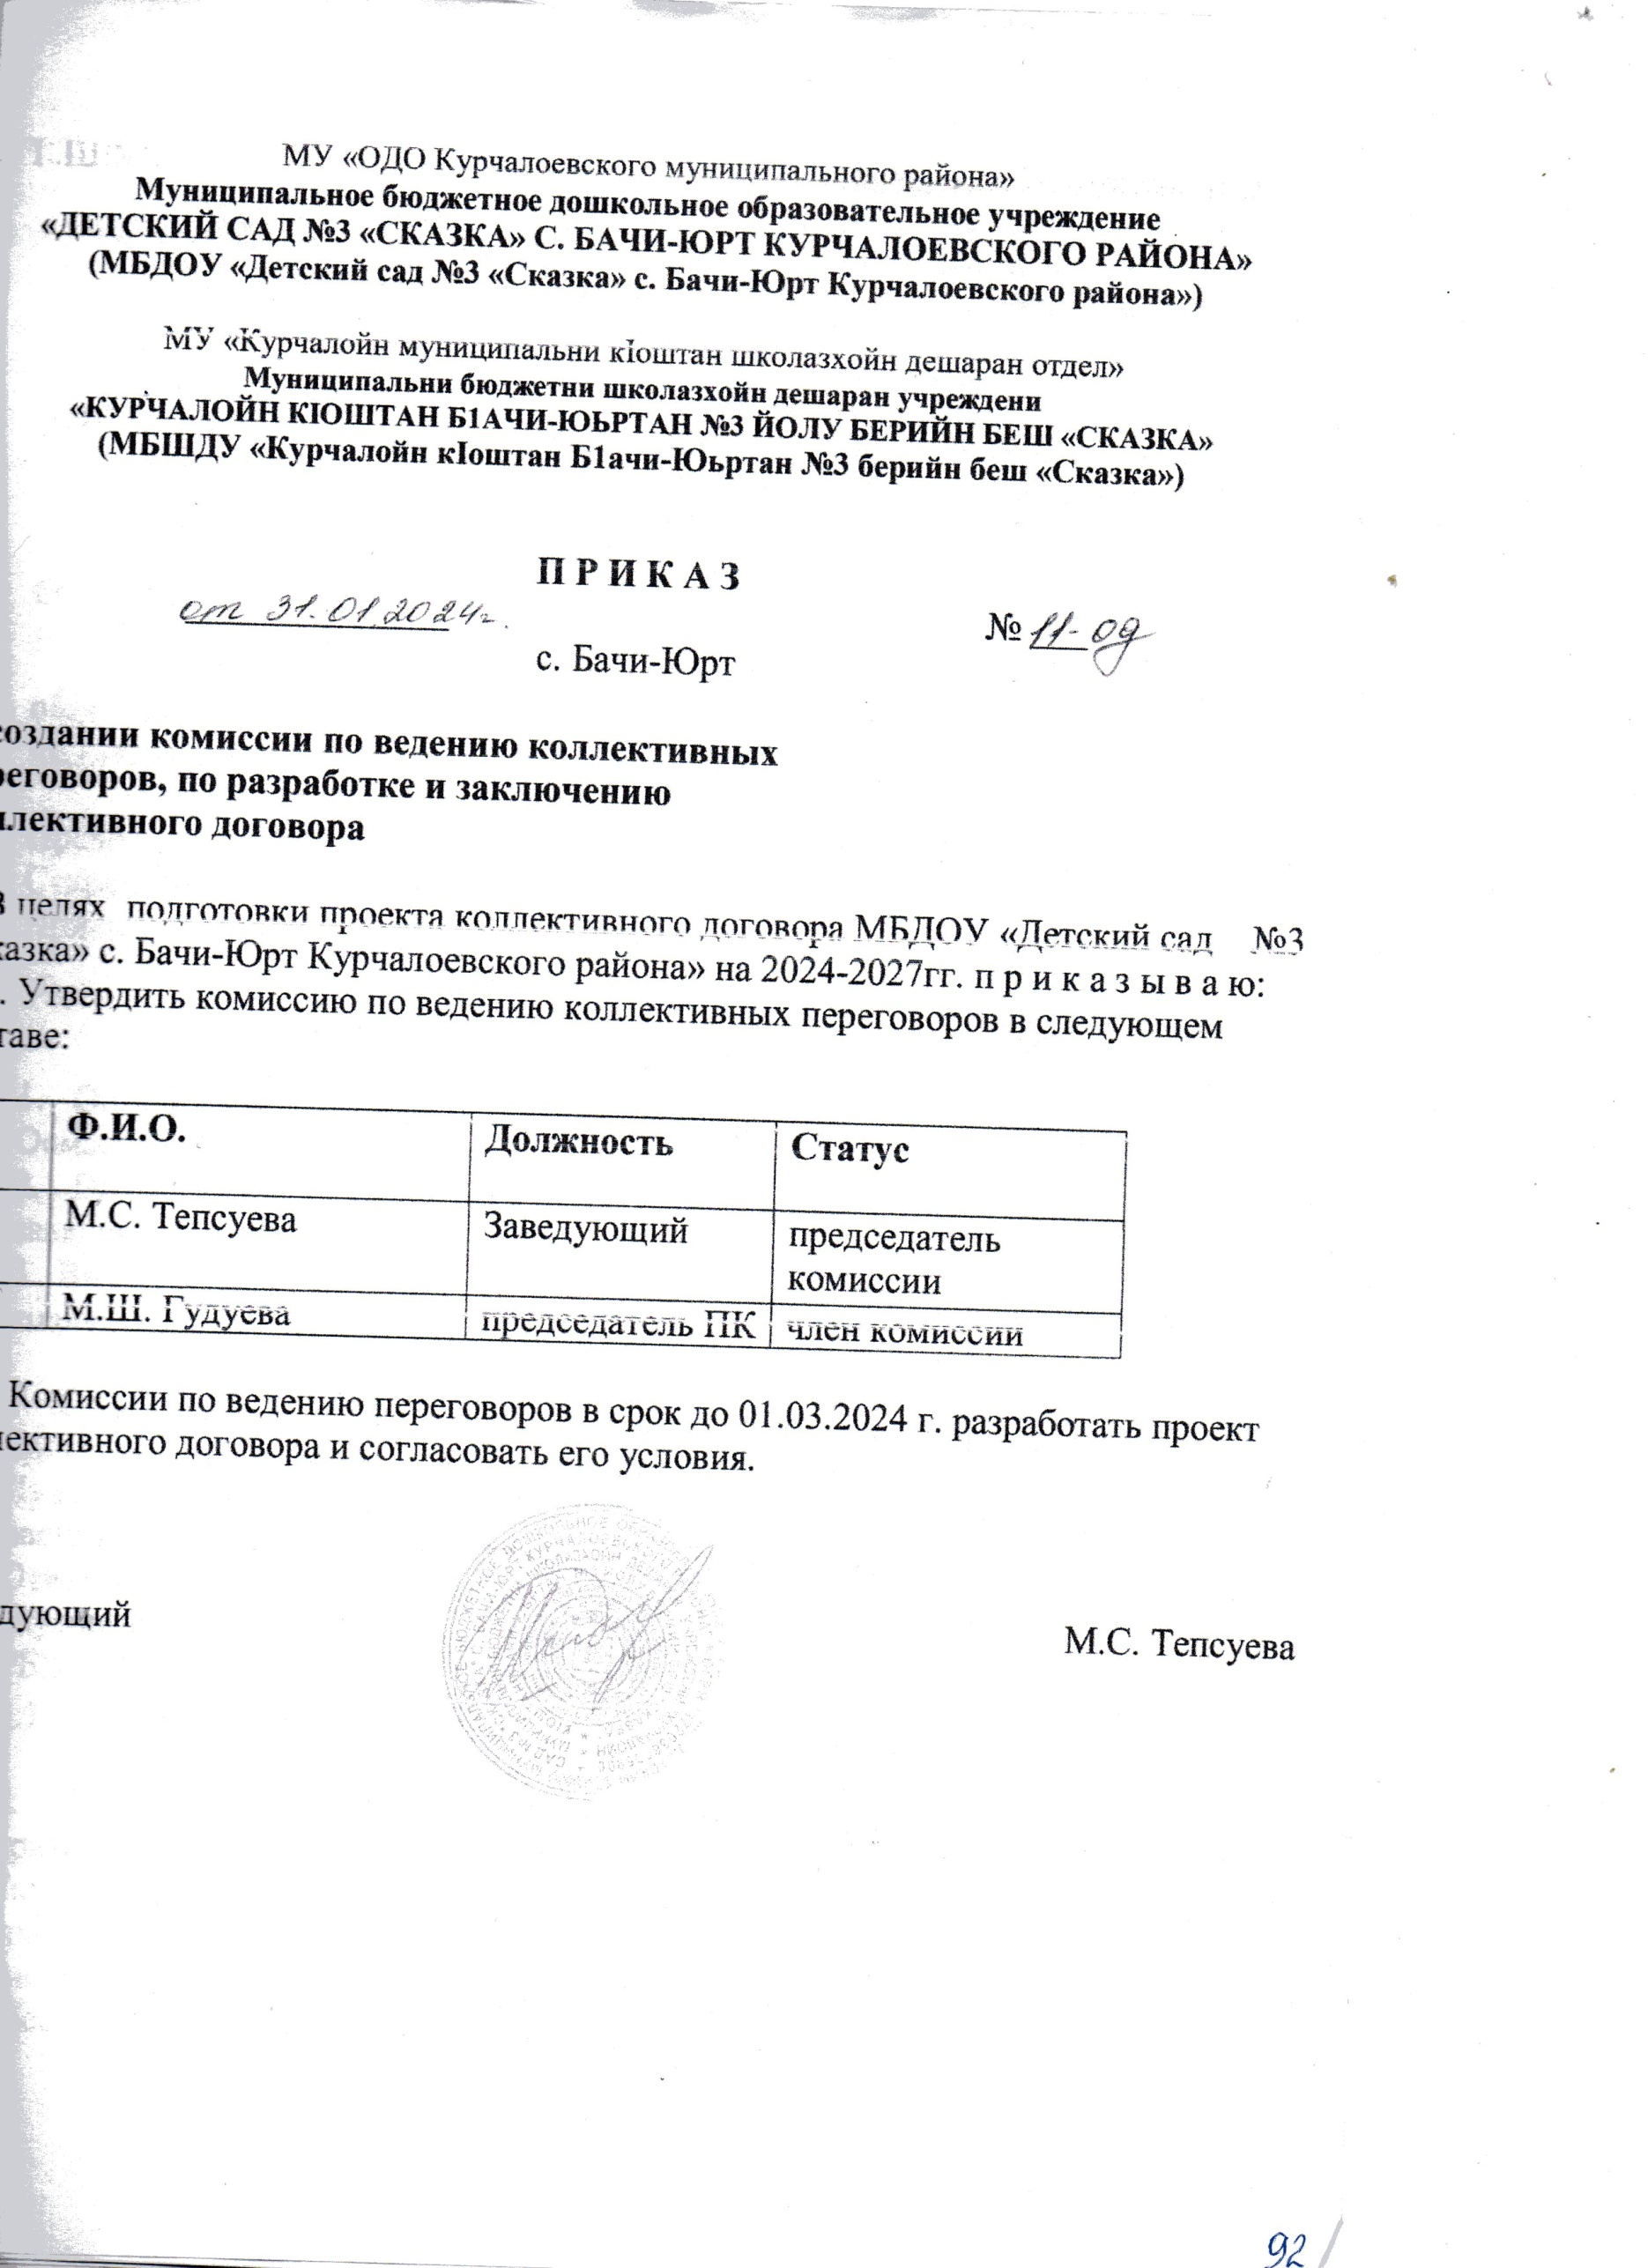 МУ «ОДО Курчалоевского муниципального района»
Муниципальное бюджетное дошкольное образовательное учреждение
«ДЕТСКИЙ САД №3 «СКАЗКА» С. БАЧИ-ЮРТ КУРЧАЛОЕВСКОГО РАЙОНА»
(МБДОУ «Детский сад №3 «Сказка» с. Бачи-Юрт Курчалоевского района»)
МУ «Курчалойн муниципальни кӀоштан школазхойн дешаран отдел»
Муниципальни бюджетни школазхойн дешаран учреждени
«КУРЧАЛОЙН КӀОШТАН Б1АЧИ-ЮЬРТАН №3 ЙОЛУ БЕРИЙН БЕШ «СКАЗКА»
(МБШДУ «Курчалойн кӀоштан Б1ачи-Юьртан №3 берийн беш «Сказка»)
П Р И К А З
от 31.01.2024г.
№ 11-од
с. Бачи-Юрт
создании комиссии по ведению коллективных
реговоров, по разработке и заключению
ллективного договора
В целях подготовки проекта коллективного договора МБДОУ «Детский сад №3
казка» с. Бачи-Юрт Курчалоевского района» на 2024-2027гг. п р и к а з ы в а ю:
. Утвердить комиссию по ведению коллективных переговоров в следующем
таве:
Ф.И.О. Должность Статус
М.С. Тепсуева Заведующий председатель
комиссии
М.Ш. Гудуева председатель ПК член комиссии
Комиссии по ведению переговоров в срок до 01.03.2024 г. разработать проект
лективного договора и согласовать его условия.
дующий
М.С. Тепсуева
92